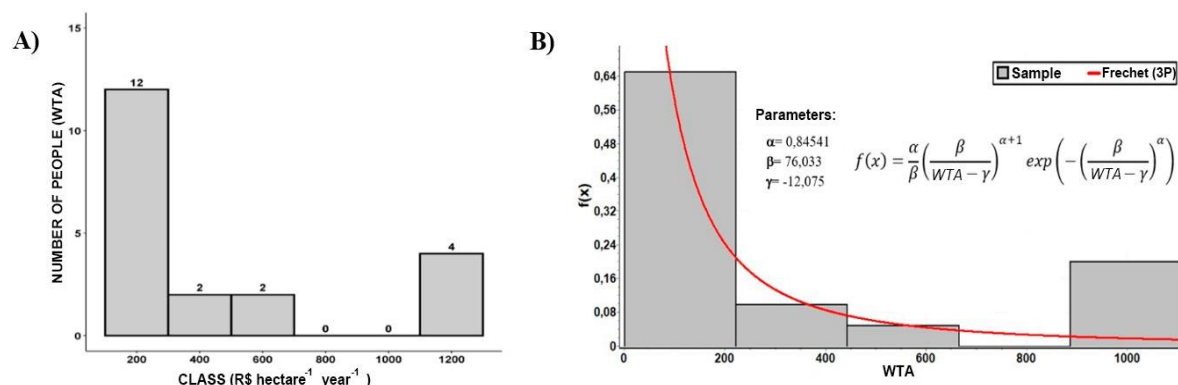 A)
NUMBER OF PEOPLE (WTA)
15
10
5
0
12
2
2
0
0
4
200 400 600 800 1000 1200
CLASS (R$ hectare⁻¹ year⁻¹ )
B)
f(x)
0,64
0,56
0,48
0,4
0,32
0,24
0,16
0,08
0
Sample Frechet (3P)
Parameters:
α= 0,84541
β= 76,033
γ= -12,075
f(x) = α/β (β/(WTA − γ))^(α+1) exp(−(β/(WTA − γ))^α)
0 200 400 600 800 1000
WTA